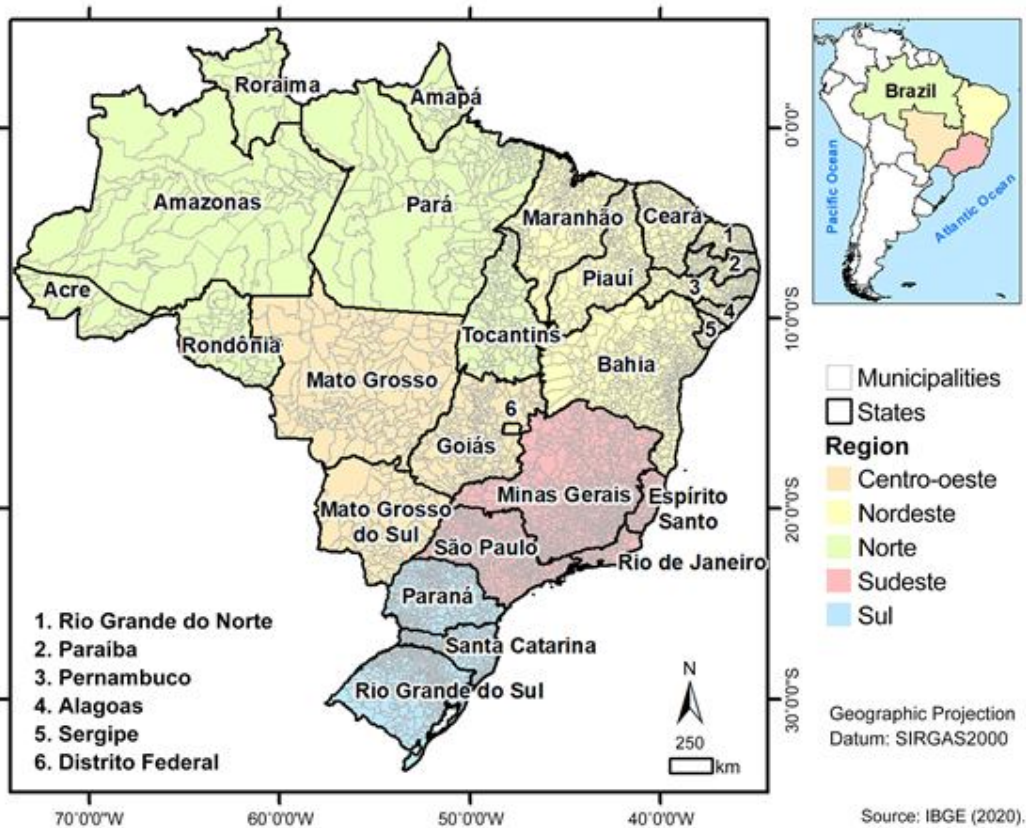 Roraima
Amapá
Amazonas
Pará
Maranhão
Ceará
1
2
Piauí
3
Acre
4
5
Tocantins
Rondônia
Bahia
Mato Grosso
6
Goiás
Minas Gerais
Espírito
Santo
Mato Grosso
do Sul
São Paulo
Rio de Janeiro
Paraná
Santa Catarina
Rio Grande do Sul
1. Rio Grande do Norte
2. Paraíba
3. Pernambuco
4. Alagoas
5. Sergipe
6. Distrito Federal
N
250
km
70°0'0"W
60°0'0"W
50°0'0"W
40°0'0"W
0°0'0"
10°0'0"S
20°0'0"S
30°0'0"S
Brazil
Pacific Ocean
Atlantic Ocean
Municipalities
States
Region
Centro-oeste
Nordeste
Norte
Sudeste
Sul
Geographic Projection
Datum: SIRGAS2000
Source: IBGE (2020).